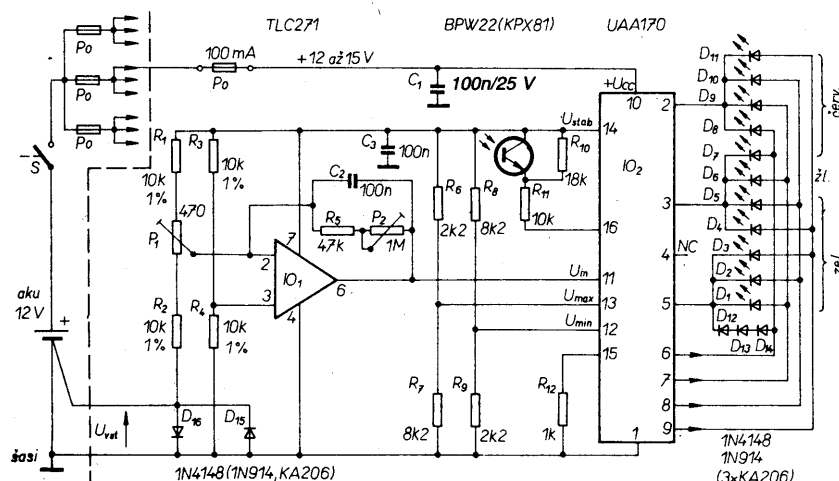 TLC271
BPW22(KPX81)
UAA170
Po
Po
Po
S
100 mA
Po
+12 až 15 V
C1
100n/25 V
+Ucc
10
2
14
IO2
3
16
4
NC
11
13
5
12
15
6
7
8
9
1
Ustab
Uin
Umax
Umin
R1
10k
1%
R3
10k
1%
470
P1
R2
10k
1%
R4
10k
1%
C3
100n
C2
100n
R5
47k
P2
1M
2
3
7
IO1
6
4
R6
2k2
R8
8k2
R10
18k
R11
10k
R7
8k2
R9
2k2
R12
1k
aku
12V
+
Uvst
šasi
D16
D15
1N4148(1N914,KA206)
D11
D10
D9
D8
D7
D6
D5
D4
D3
D2
D1
D12
D13
D14
červ.
žl.
zel.
1N4148
1N914
(3xKA206)